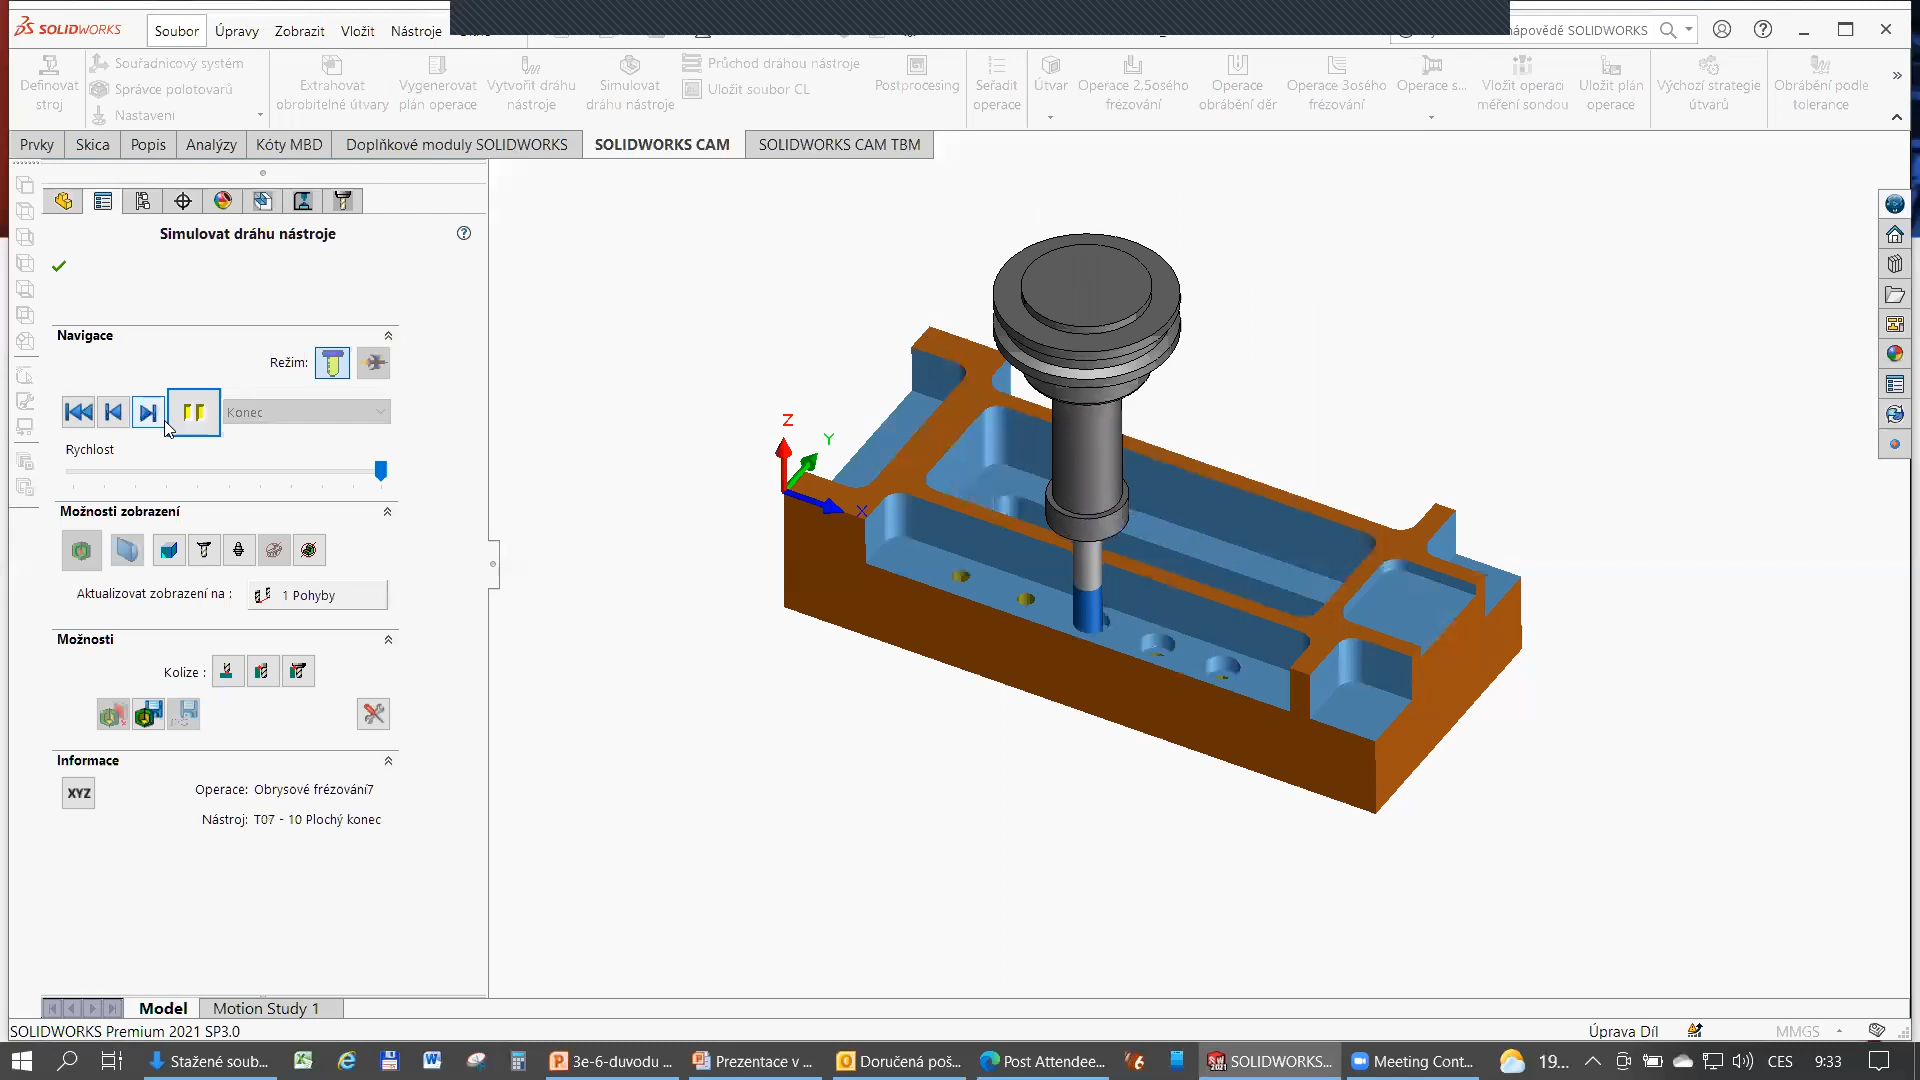 SOLIDWORKS
Soubor
Úpravy
Zobrazit
Vložit
Nástroje
nápovědě SOLIDWORKS
Definovat stroj
Souřadnicový systém
Správce polotovarů
Nastavení
Extrahovat obrobitelné útvary
Vygenerovat plán operace
Vytvořit dráhu nástroje
Simulovat dráhu nástroje
Průchod dráhou nástroje
Uložit soubor CL
Postprocesing
Seřadit operace
Útvar
Operace 2,5osého frézování
Operace obrábění děr
Operace 3osého frézování
Operace s...
Vložit operaci měření sondou
Uložit plán operace
Výchozí strategie útvarů
Obrábění podle tolerance
Prvky
Skica
Popis
Analýzy
Kóty MBD
Doplňkové moduly SOLIDWORKS
SOLIDWORKS CAM
SOLIDWORKS CAM TBM
Simulovat dráhu nástroje
Navigace
Režim:
Konec
Rychlost
Možnosti zobrazení
Aktualizovat zobrazení na :
1 Pohyby
Možnosti
Kolize :
Informace
XYZ
Operace: Obrysové frézování7
Nástroj: T07 - 10 Plochý konec
Z
Y
X
Model
Motion Study 1
SOLIDWORKS Premium 2021 SP3.0
Úprava Díl
MMGS
Stažené soub...
3e-6-duvodu ...
Prezentace v ...
Doručená poš...
Post Attendee...
SOLIDWORKS...
Meeting Cont...
19...
CES
9:33